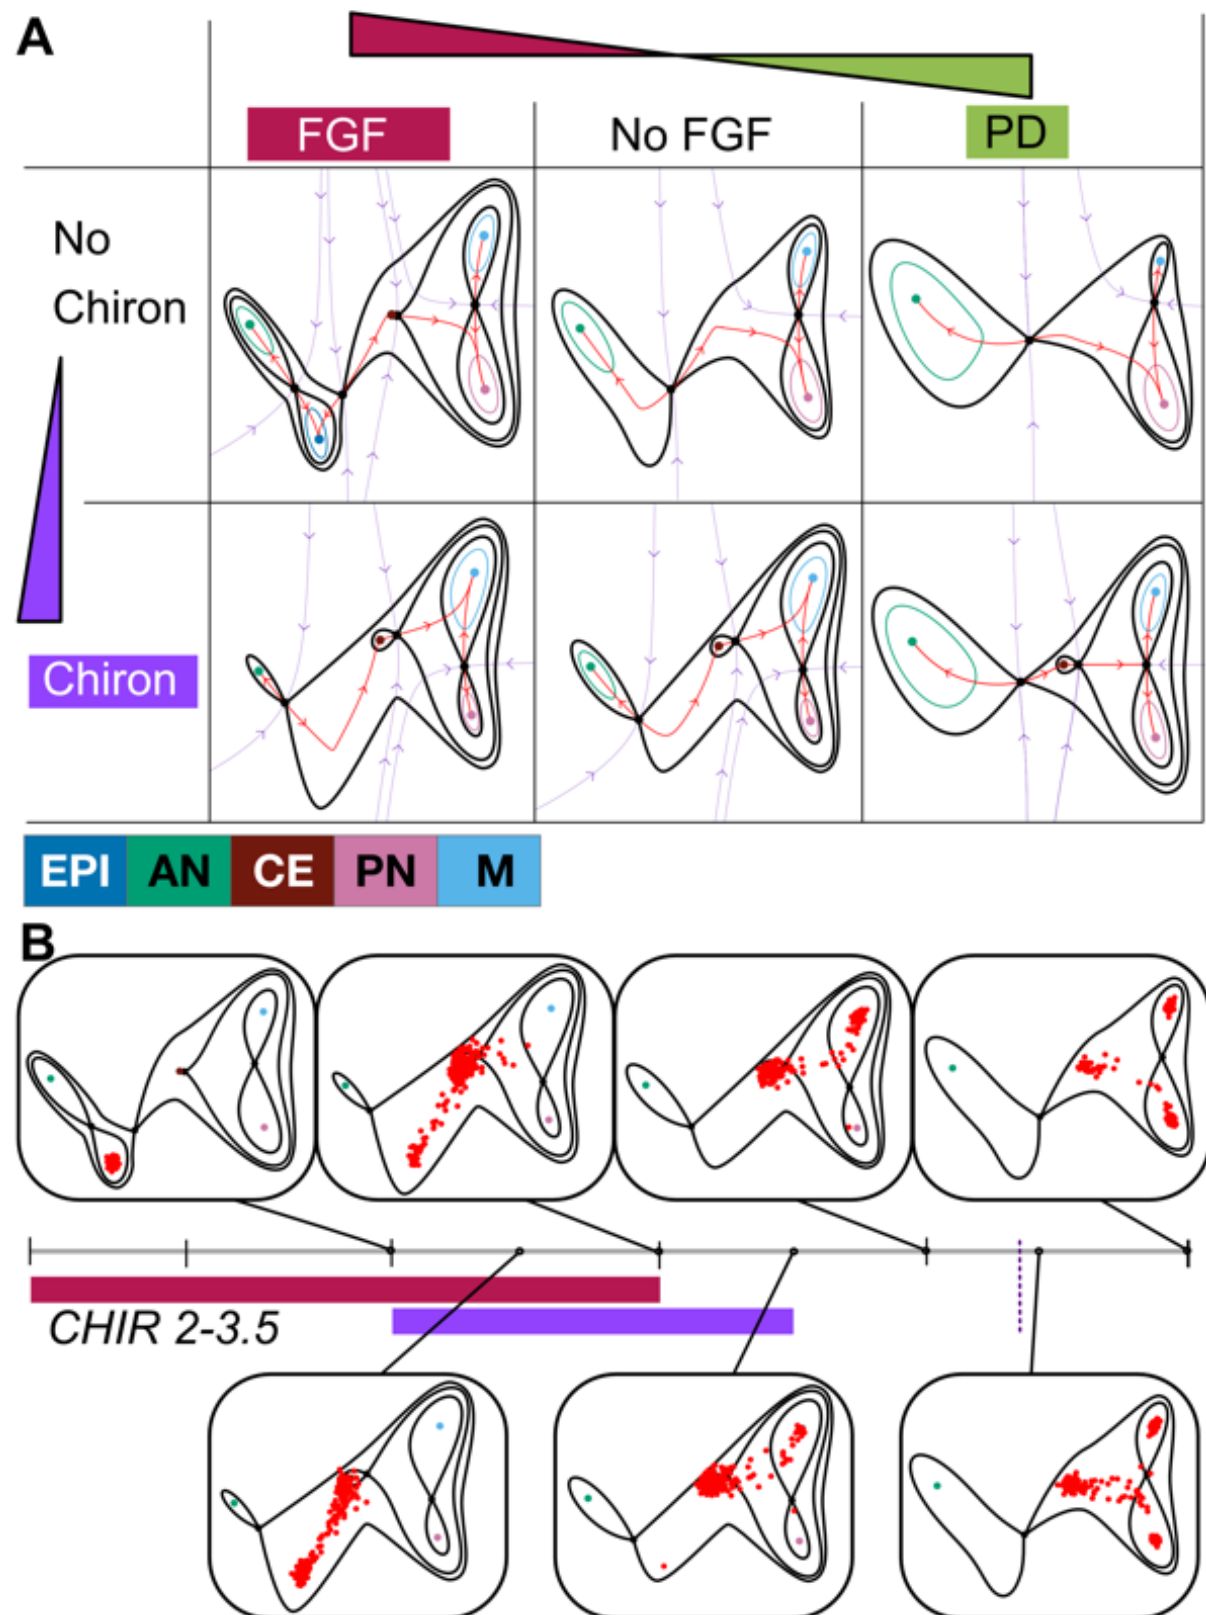 A
FGF
No FGF
PD
No
Chiron
Chiron
EPI AN CE PN M
B
CHIR 2-3.5